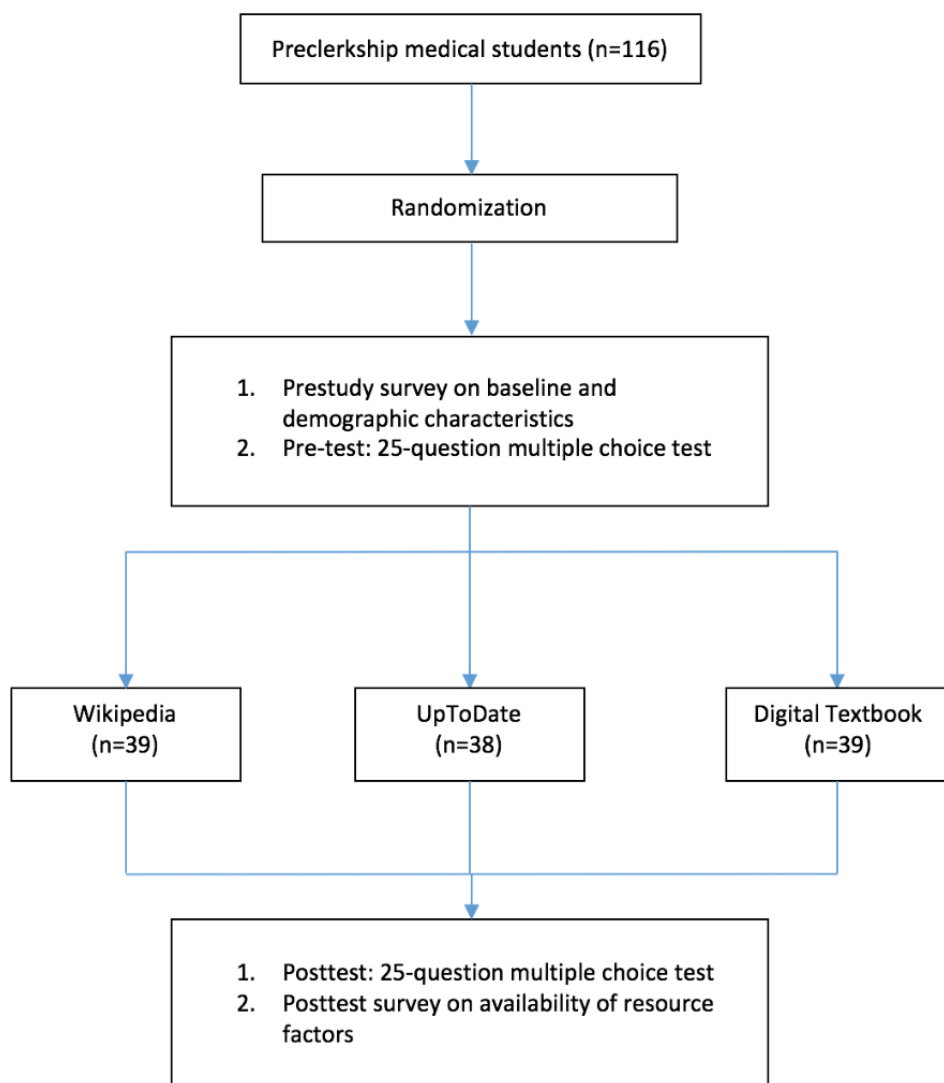 Preclerkship medical students (n=116)
Randomization
1. Prestudy survey on baseline and
demographic characteristics
2. Pre-test: 25-question multiple choice test
Wikipedia
(n=39)
UpToDate
(n=38)
Digital Textbook
(n=39)
1. Posttest: 25-question multiple choice test
2. Posttest survey on availability of resource
factors